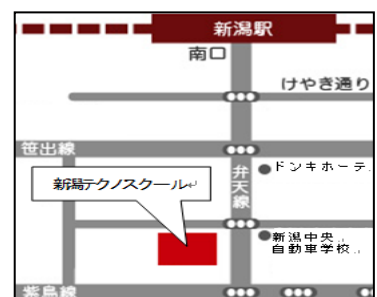 新潟駅
南口
けやき通り
笹出線
弁天線
ドンキホーテ
新潟テクノスクール
新潟中央
自動車学校
紫鳥線